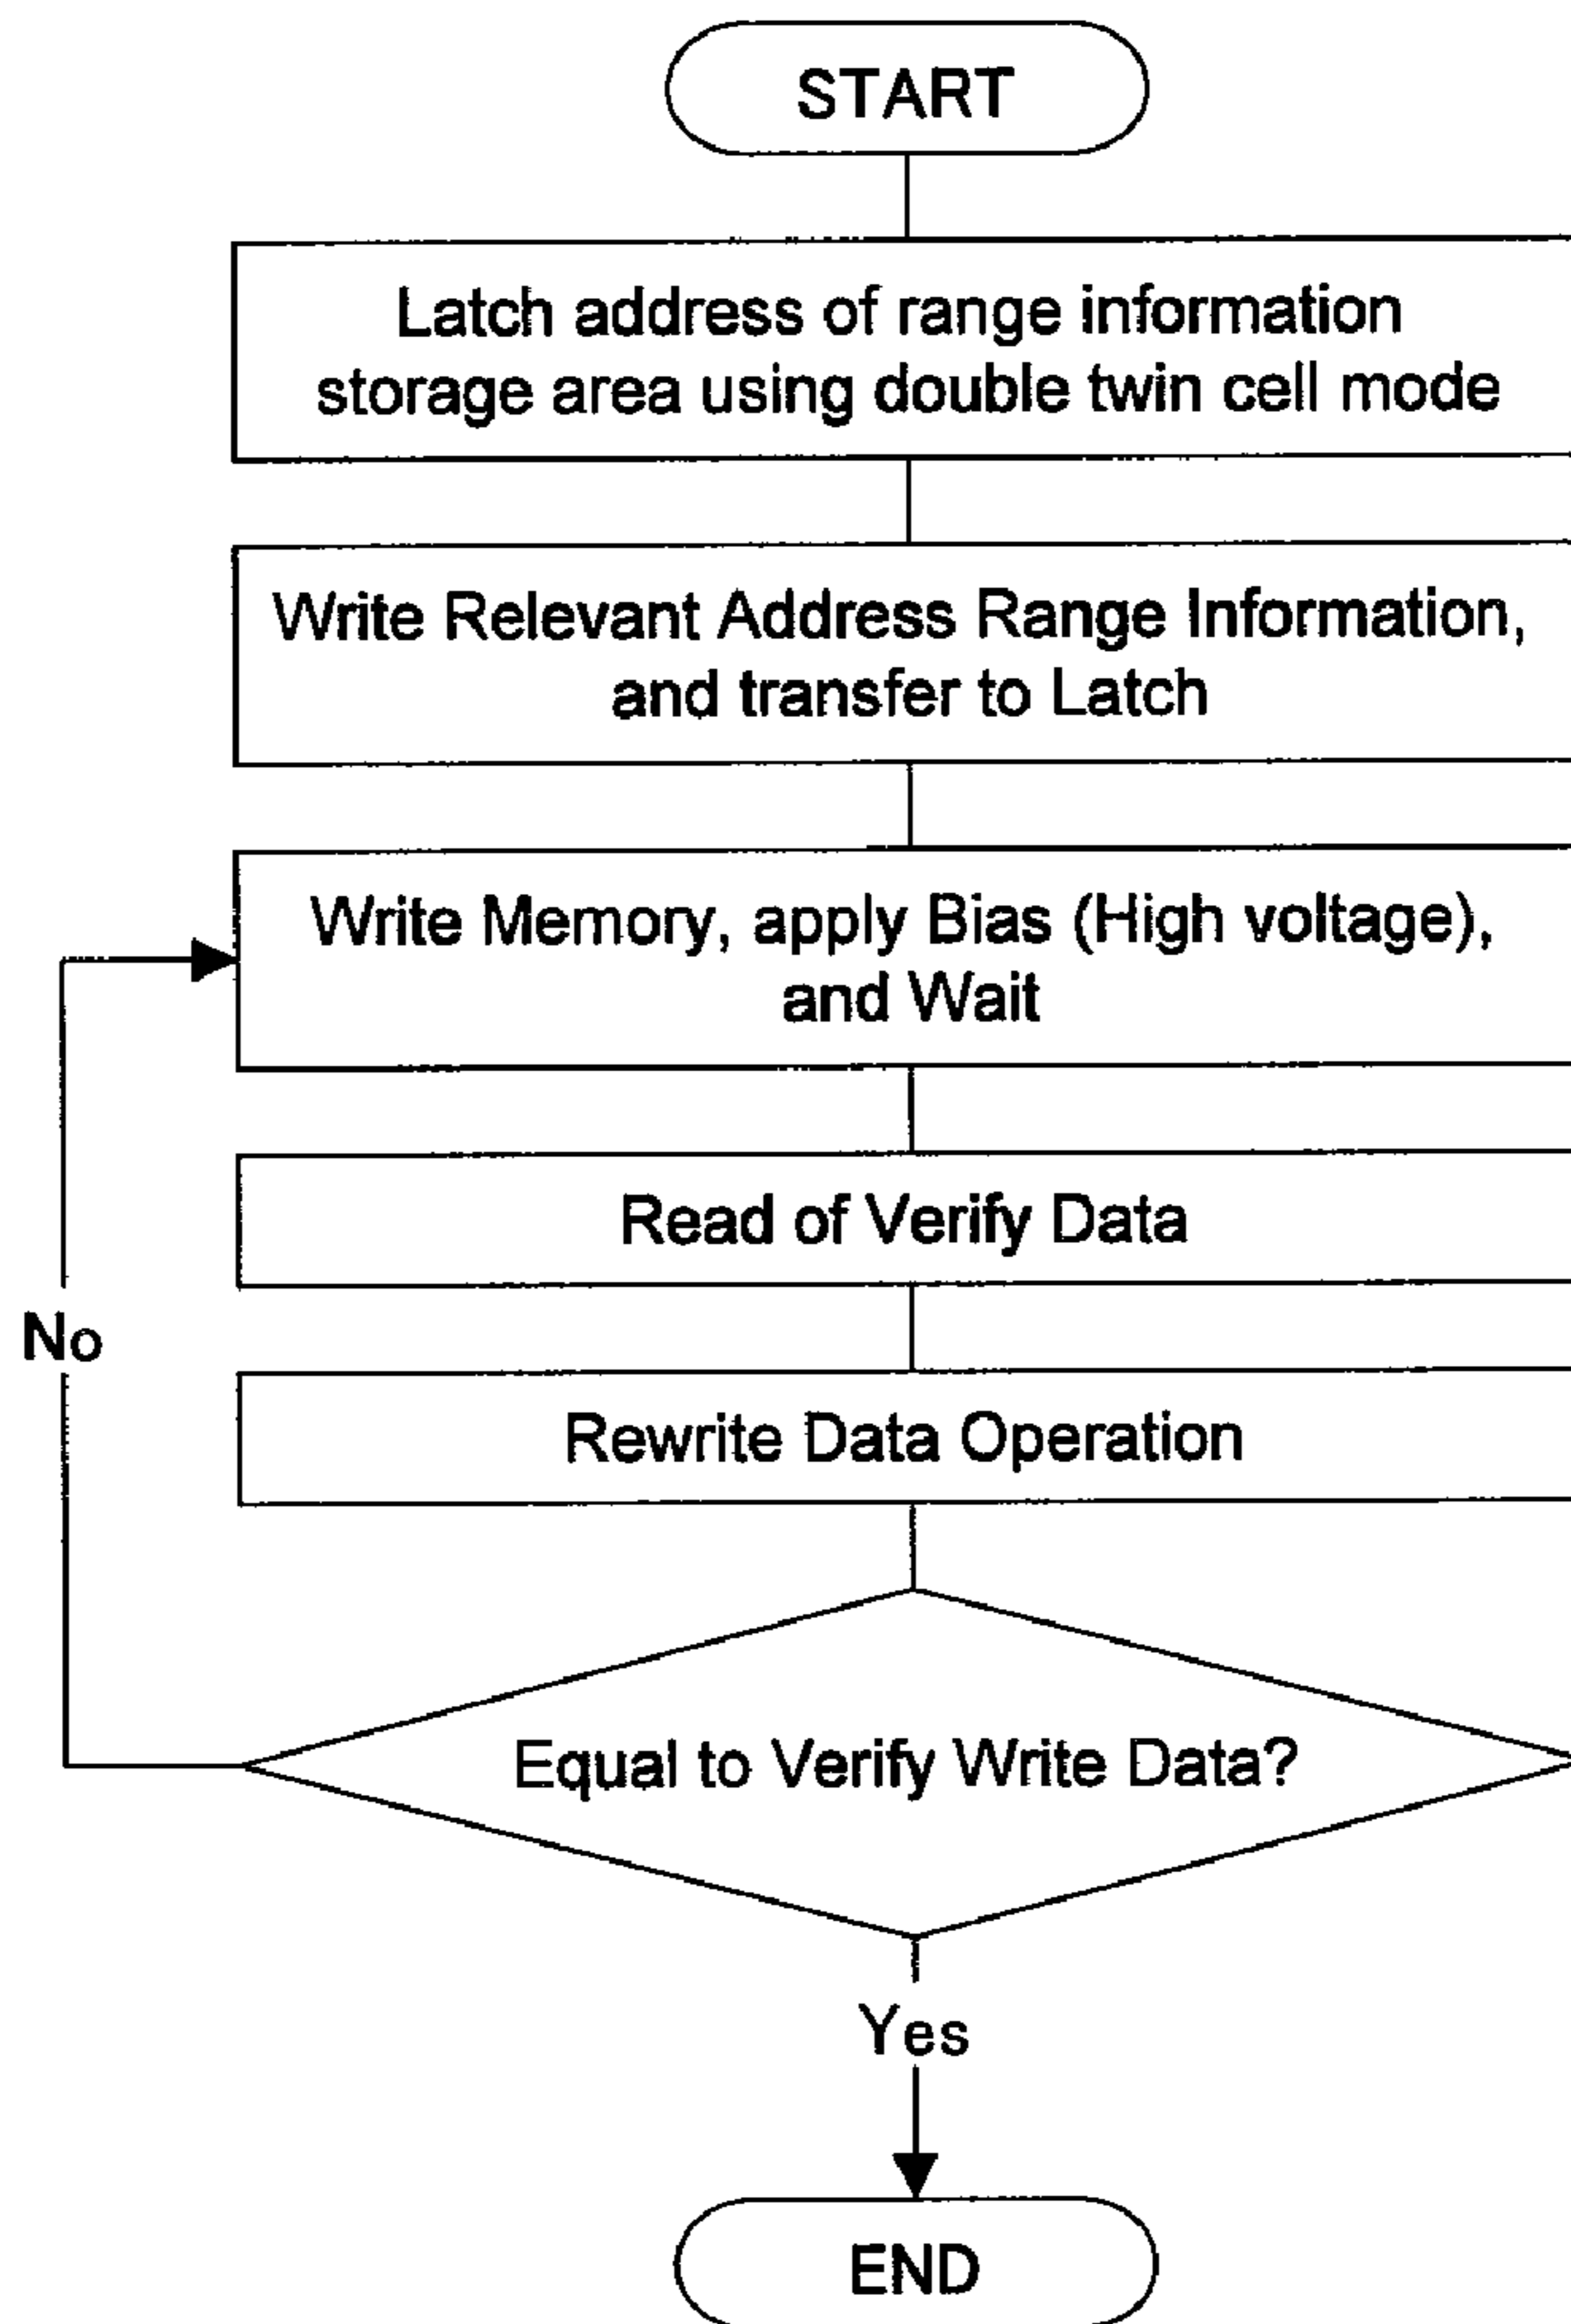 START
Latch address of range information
storage area using double twin cell mode
Write Relevant Address Range Information,
and transfer to Latch
Write Memory, apply Bias (High voltage),
and Wait
Read of Verify Data
No
Rewrite Data Operation
Equal to Verify Write Data?
Yes
END